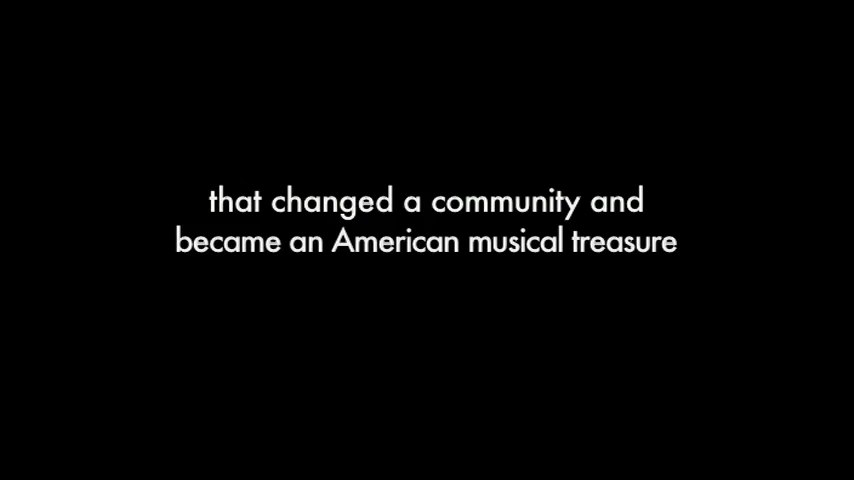 that changed a community and
became an American musical treasure